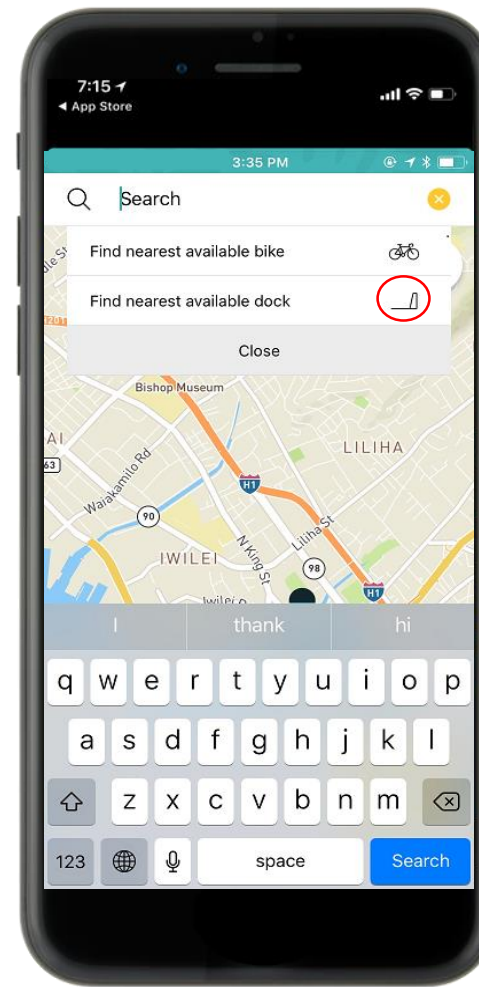 7:15
◀ App Store
3:35 PM
Search
Find nearest available bike
Find nearest available dock
Close
Bishop Museum
LILIHA
63
Waiakamilo Rd
H1
90
Liliha St
IWILEI
N King St
98
H1
I thank hi
q w e r t y u i o p
a s d f g h j k l
z x c v b n m
123 space Search